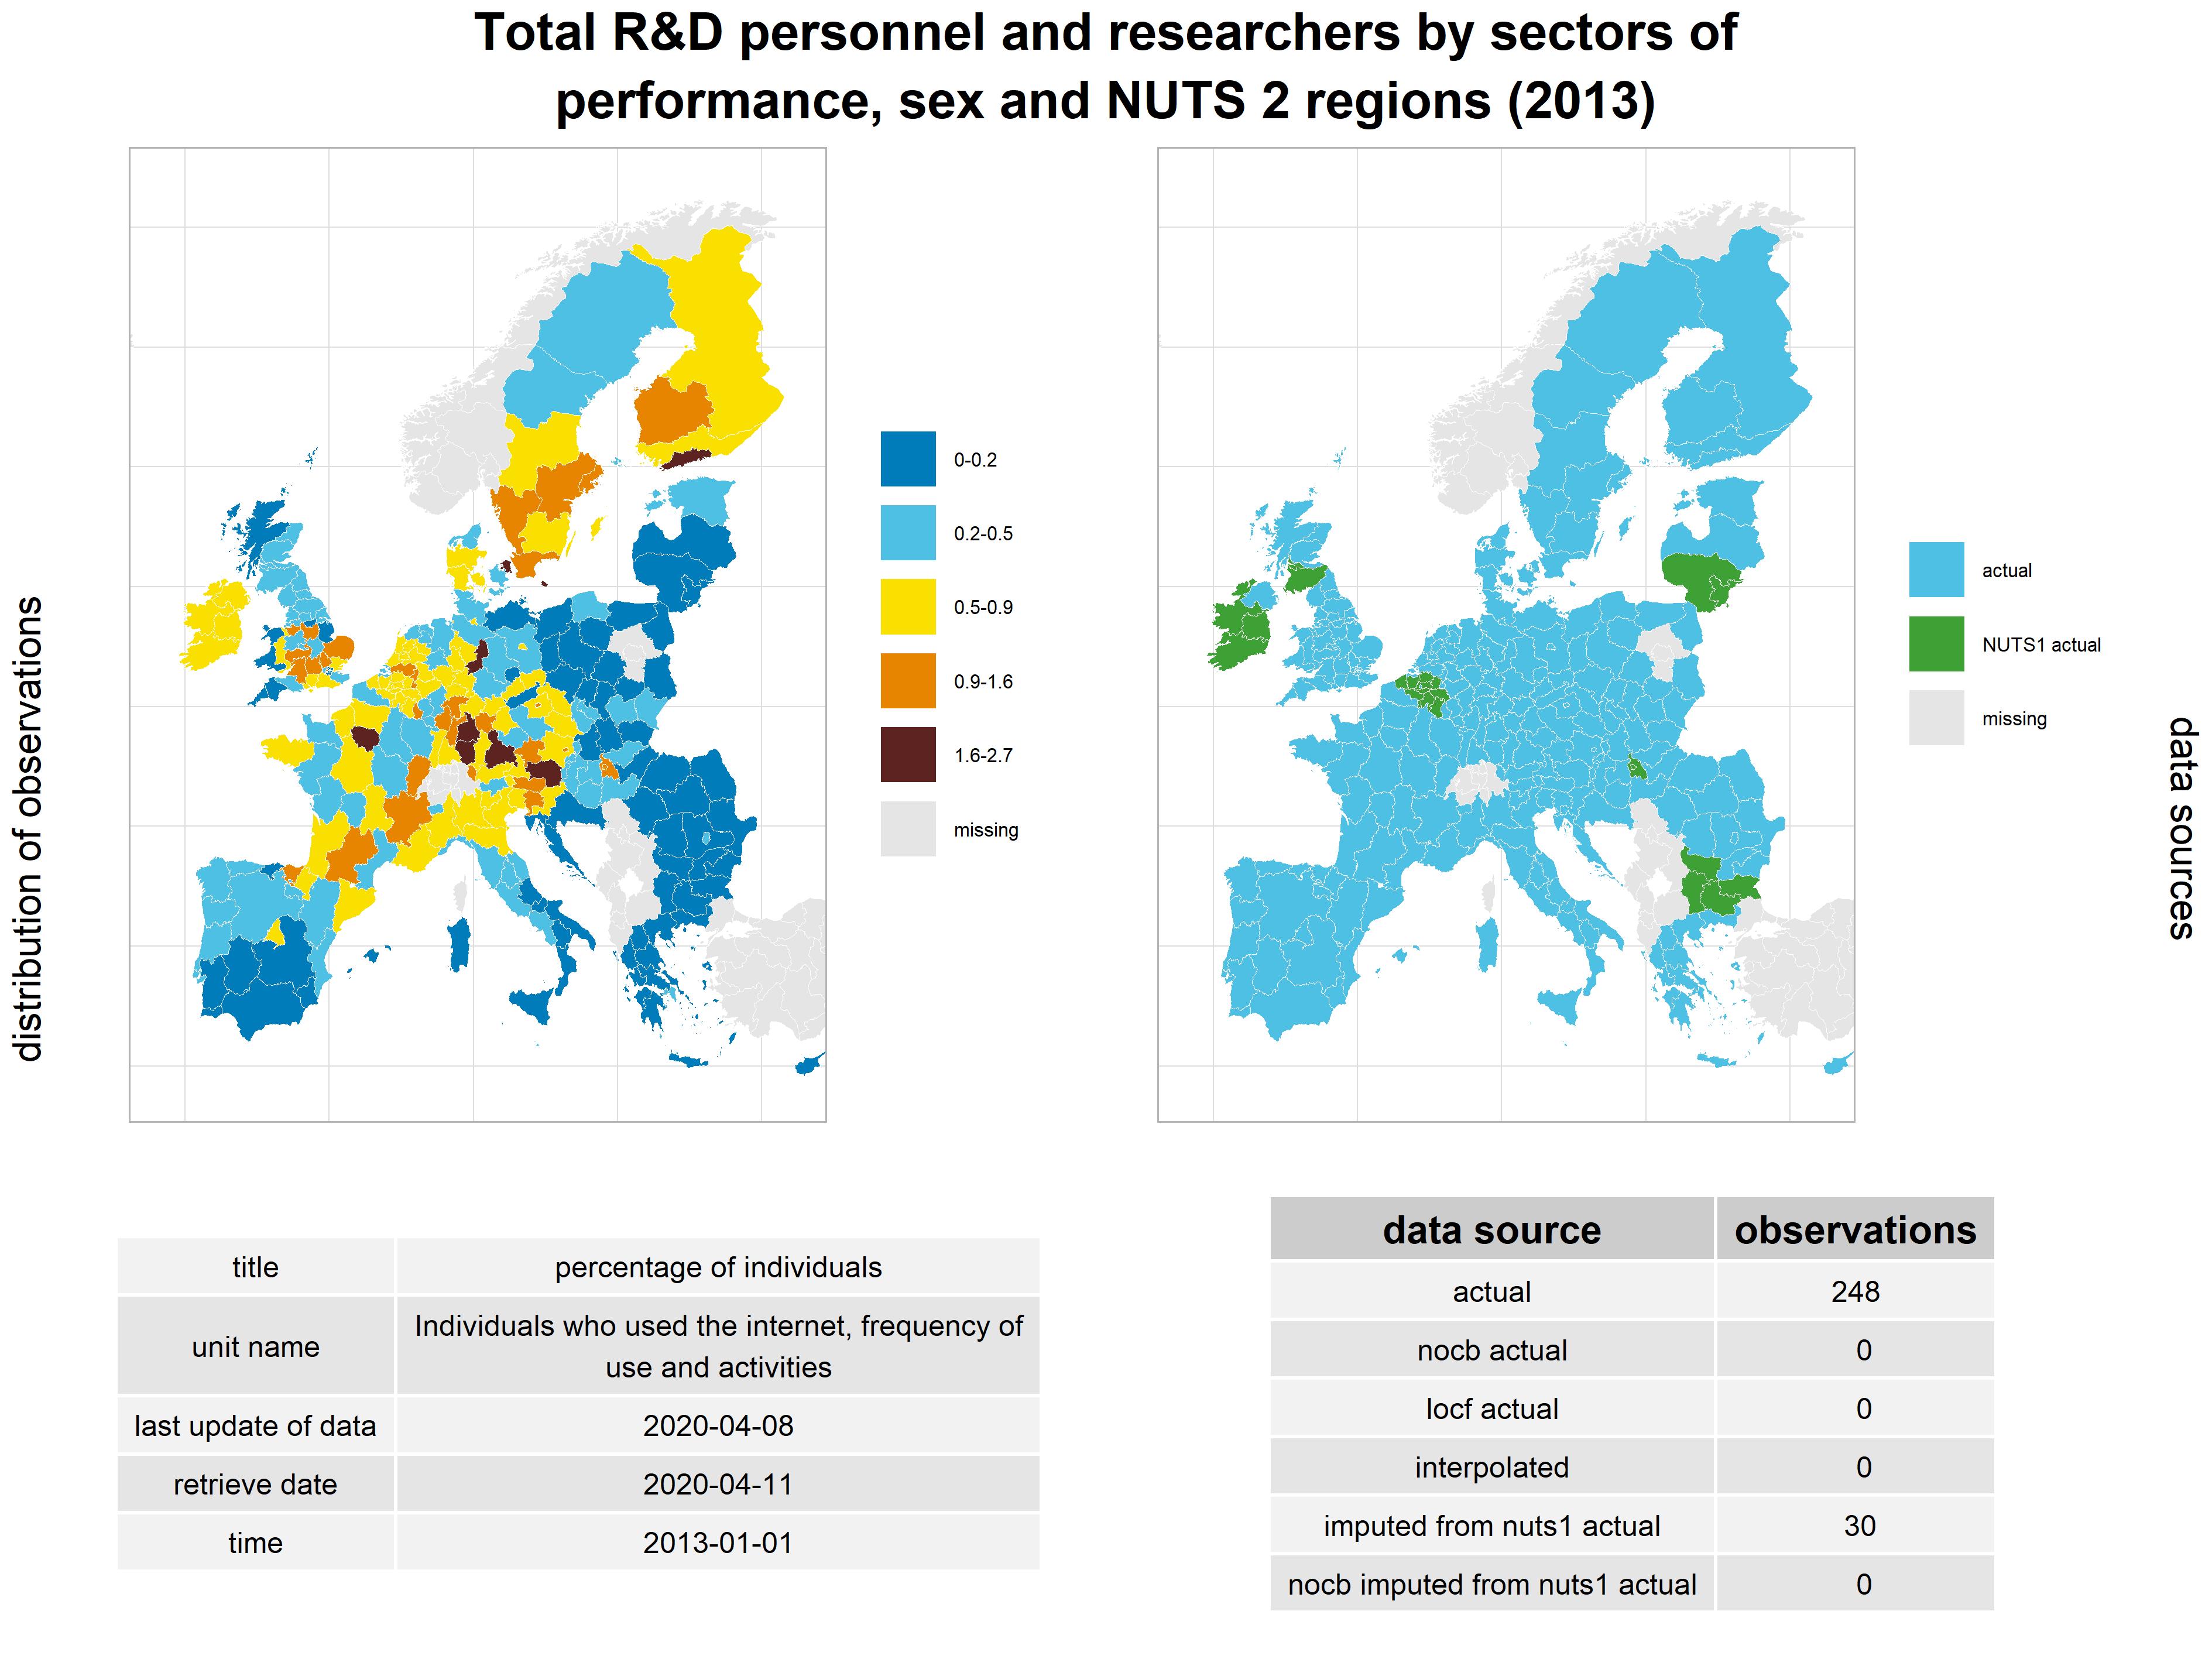 Total R&D personnel and researchers by sectors of
performance, sex and NUTS 2 regions (2013)
distribution of observations
0-0.2
0.2-0.5
0.5-0.9
0.9-1.6
1.6-2.7
missing
actual
NUTS1 actual
missing
data sources
title percentage of individuals
unit name Individuals who used the internet, frequency of
use and activities
last update of data 2020-04-08
retrieve date 2020-04-11
time 2013-01-01
data source observations
actual 248
nocb actual 0
locf actual 0
interpolated 0
imputed from nuts1 actual 30
nocb imputed from nuts1 actual 0